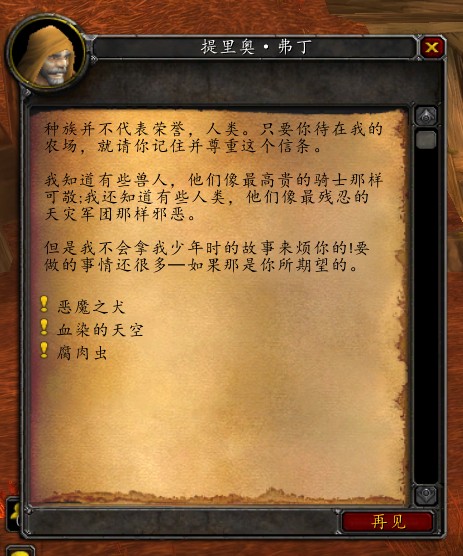 提里奥·弗丁
种族并不代表荣誉，人类。只要你待在我的
农场，就请你记住并尊重这个信条。
我知道有些兽人，他们像最高贵的骑士那样
可敬;我还知道有些人类，他们像最残忍的
天灾军团那样邪恶。
但是我不会拿我少年时的故事来烦你的!要
做的事情还很多—如果那是你所期望的。
恶魔之犬
血染的天空
腐肉虫
再见